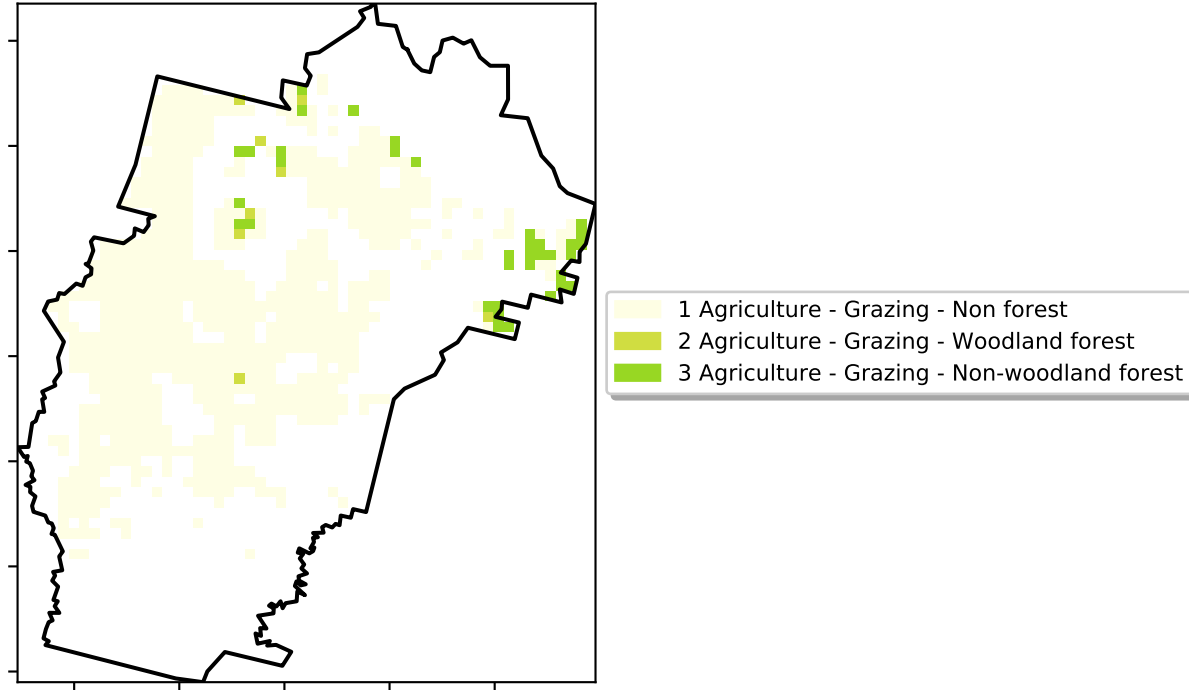 1 Agriculture - Grazing - Non forest
2 Agriculture - Grazing - Woodland forest
3 Agriculture - Grazing - Non-woodland forest